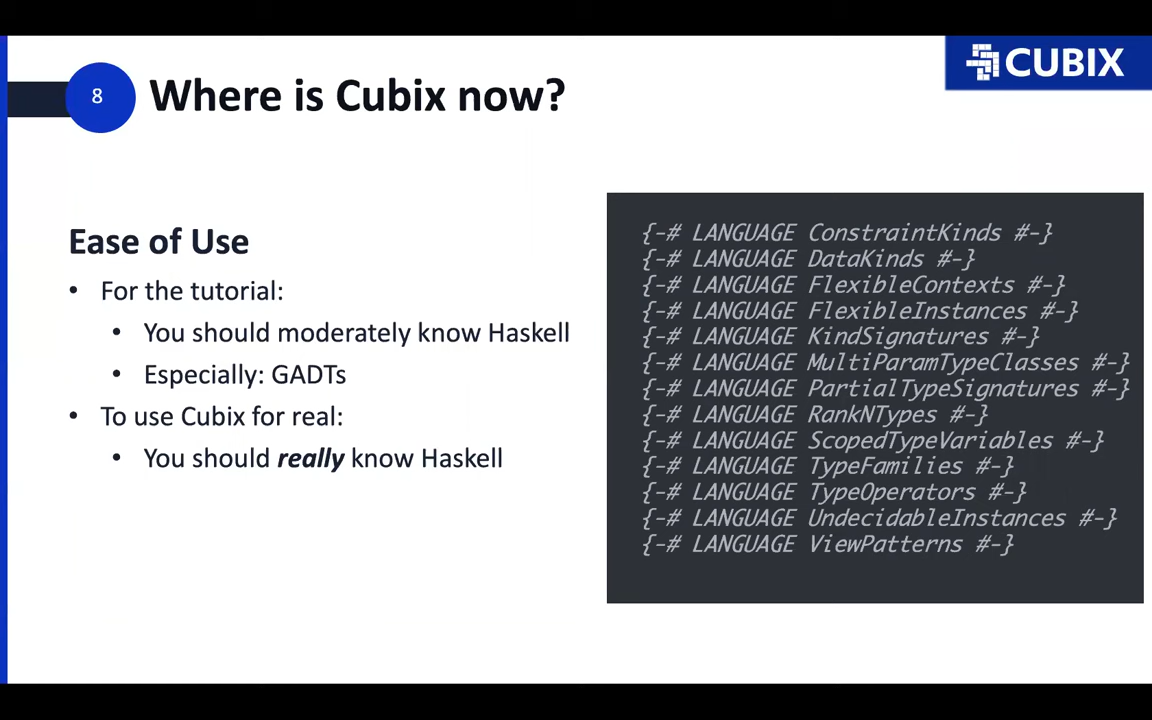 CUBIX
8
Where is Cubix now?
Ease of Use
• For the tutorial:
• You should moderately know Haskell
• Especially: GADTs
• To use Cubix for real:
• You should really know Haskell
{-# LANGUAGE ConstraintKinds #-}
{-# LANGUAGE DataKinds #-}
{-# LANGUAGE FlexibleContexts #-}
{-# LANGUAGE FlexibleInstances #-}
{-# LANGUAGE KindSignatures #-}
{-# LANGUAGE MultiParamTypeClasses #-}
{-# LANGUAGE PartialTypeSignatures #-}
{-# LANGUAGE RankNTypes #-}
{-# LANGUAGE ScopedTypeVariables #-}
{-# LANGUAGE TypeFamilies #-}
{-# LANGUAGE TypeOperators #-}
{-# LANGUAGE UndecidableInstances #-}
{-# LANGUAGE ViewPatterns #-}